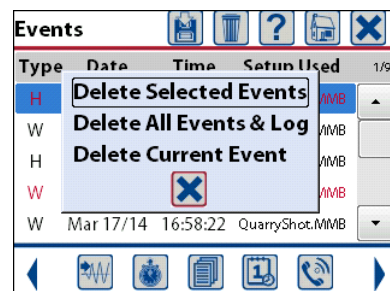 Events
?
Type Date Time Setup Used 1/9
H MMB
Delete Selected Events
W MMB
Delete All Events & Log
H MMB
Delete Current Event
W MMB
W Mar 17/14 16:58:22 QuarryShot.MMB
1